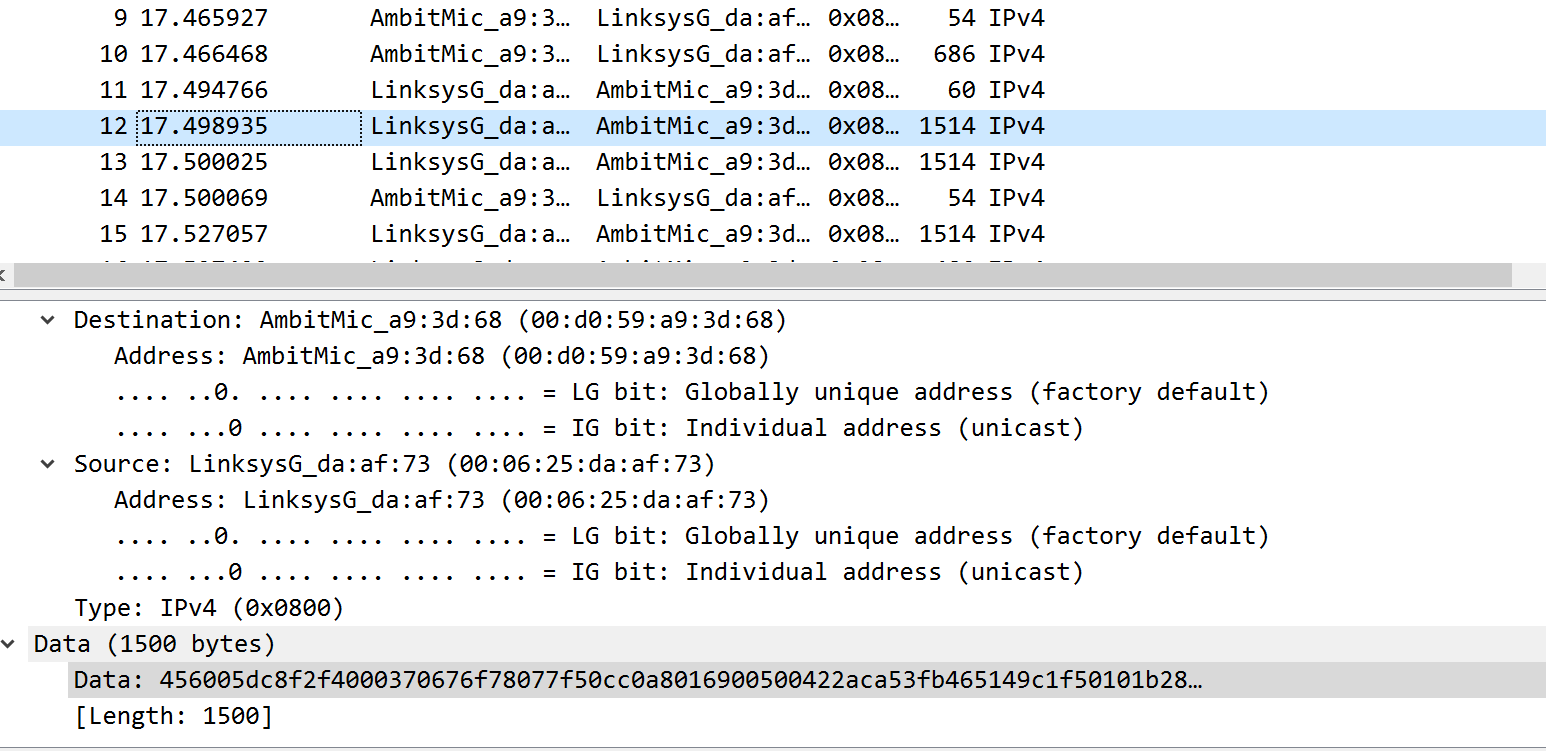 9 17.465927 AmbitMic_a9:3… LinksysG_da:af… 0x08… 54 IPv4
10 17.466468 AmbitMic_a9:3… LinksysG_da:af… 0x08… 686 IPv4
11 17.494766 LinksysG_da:a… AmbitMic_a9:3d… 0x08… 60 IPv4
12 17.498935 LinksysG_da:a… AmbitMic_a9:3d… 0x08… 1514 IPv4
13 17.500025 LinksysG_da:a… AmbitMic_a9:3d… 0x08… 1514 IPv4
14 17.500069 AmbitMic_a9:3… LinksysG_da:af… 0x08… 54 IPv4
15 17.527057 LinksysG_da:a… AmbitMic_a9:3d… 0x08… 1514 IPv4
Destination: AmbitMic_a9:3d:68 (00:d0:59:a9:3d:68)
Address: AmbitMic_a9:3d:68 (00:d0:59:a9:3d:68)
.... ..0. .... .... .... .... = LG bit: Globally unique address (factory default)
.... ...0 .... .... .... .... = IG bit: Individual address (unicast)
Source: LinksysG_da:af:73 (00:06:25:da:af:73)
Address: LinksysG_da:af:73 (00:06:25:da:af:73)
.... ..0. .... .... .... .... = LG bit: Globally unique address (factory default)
.... ...0 .... .... .... .... = IG bit: Individual address (unicast)
Type: IPv4 (0x0800)
Data (1500 bytes)
Data: 456005dc8f2f4000370676f78077f50cc0a8016900500422aca53fb465149c1f50101b28…
[Length: 1500]